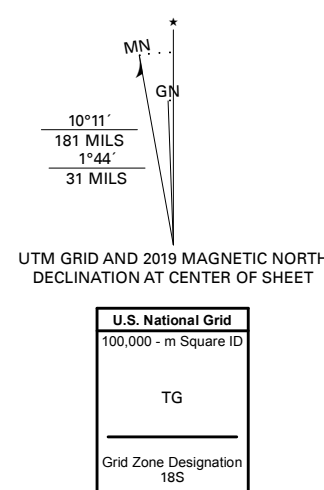 ★
MN
GN
10°11´
181 MILS
1°44´
31 MILS
UTM GRID AND 2019 MAGNETIC NORTH
DECLINATION AT CENTER OF SHEET
U.S. National Grid
100,000 - m Square ID
TG
Grid Zone Designation
18S